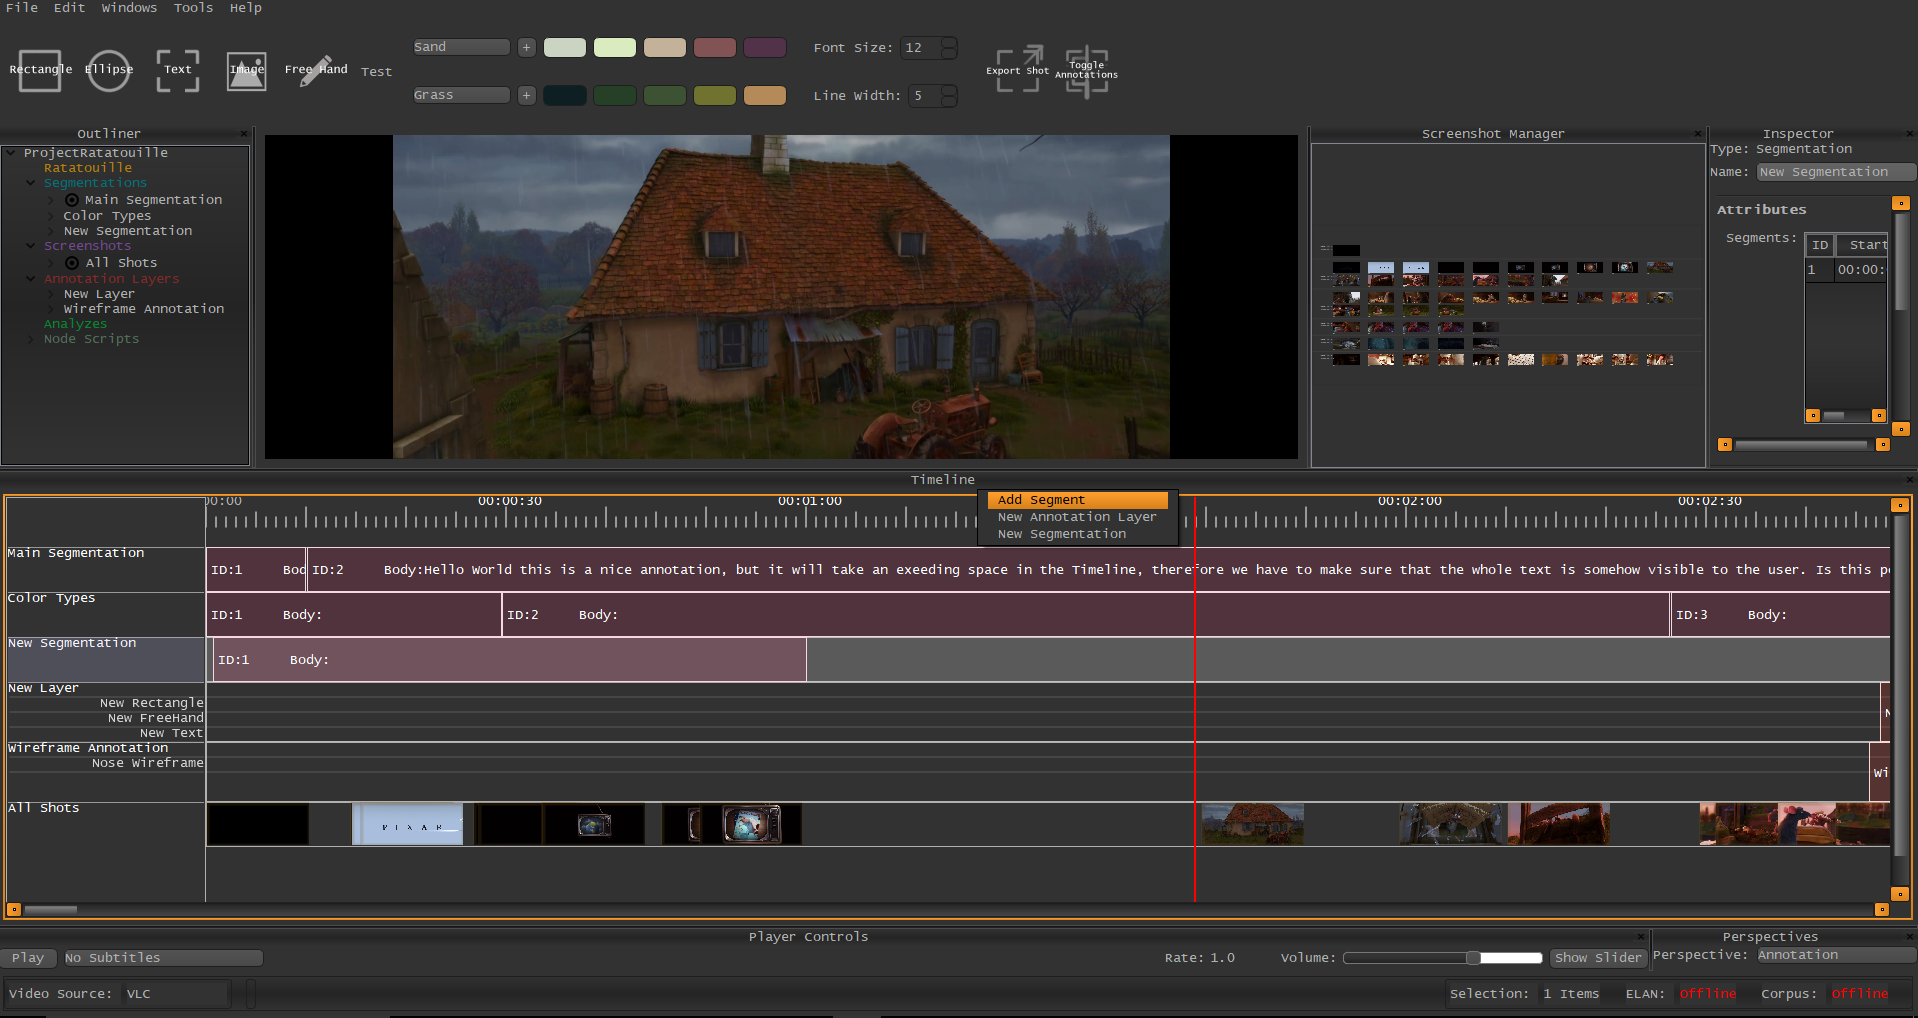 File Edit Windows Tools Help
Rectangle Ellipse Text Image Free Hand Test
Sand + Font Size: 12
Grass + Line Width: 5
Export Shot Toggle Annotations
Outliner
ProjectRatatouille
Ratatouille
Segmentations
Main Segmentation
Color Types
New Segmentation
Screenshots
All Shots
Annotation Layers
New Layer
Wireframe Annotation
Analyzes
Node Scripts
Screenshot Manager
Inspector
Type: Segmentation
Name: New Segmentation
Attributes
Segments: ID Start
1 00:00:
Timeline
00:00 00:00:30 00:01:00 00:02:00 00:02:30
Add Segment
New Annotation Layer
New Segmentation
Main Segmentation
ID:1 Bod ID:2 Body:Hello World this is a nice annotation, but it will take an exeeding space in the Timeline, therefore we have to make sure that the whole text is somehow visible to the user. Is this p
Color Types
ID:1 Body: ID:2 Body: ID:3 Body:
New Segmentation
ID:1 Body:
New Layer
New Rectangle
New FreeHand
New Text
Wireframe Annotation
Nose Wireframe
Wi
All Shots
PIXAR
Player Controls
Play No Subtitles Rate: 1.0 Volume: Show Slider
Perspectives
Perspective: Annotation
Video Source: VLC Selection: 1 Items ELAN: Offline Corpus: Offline